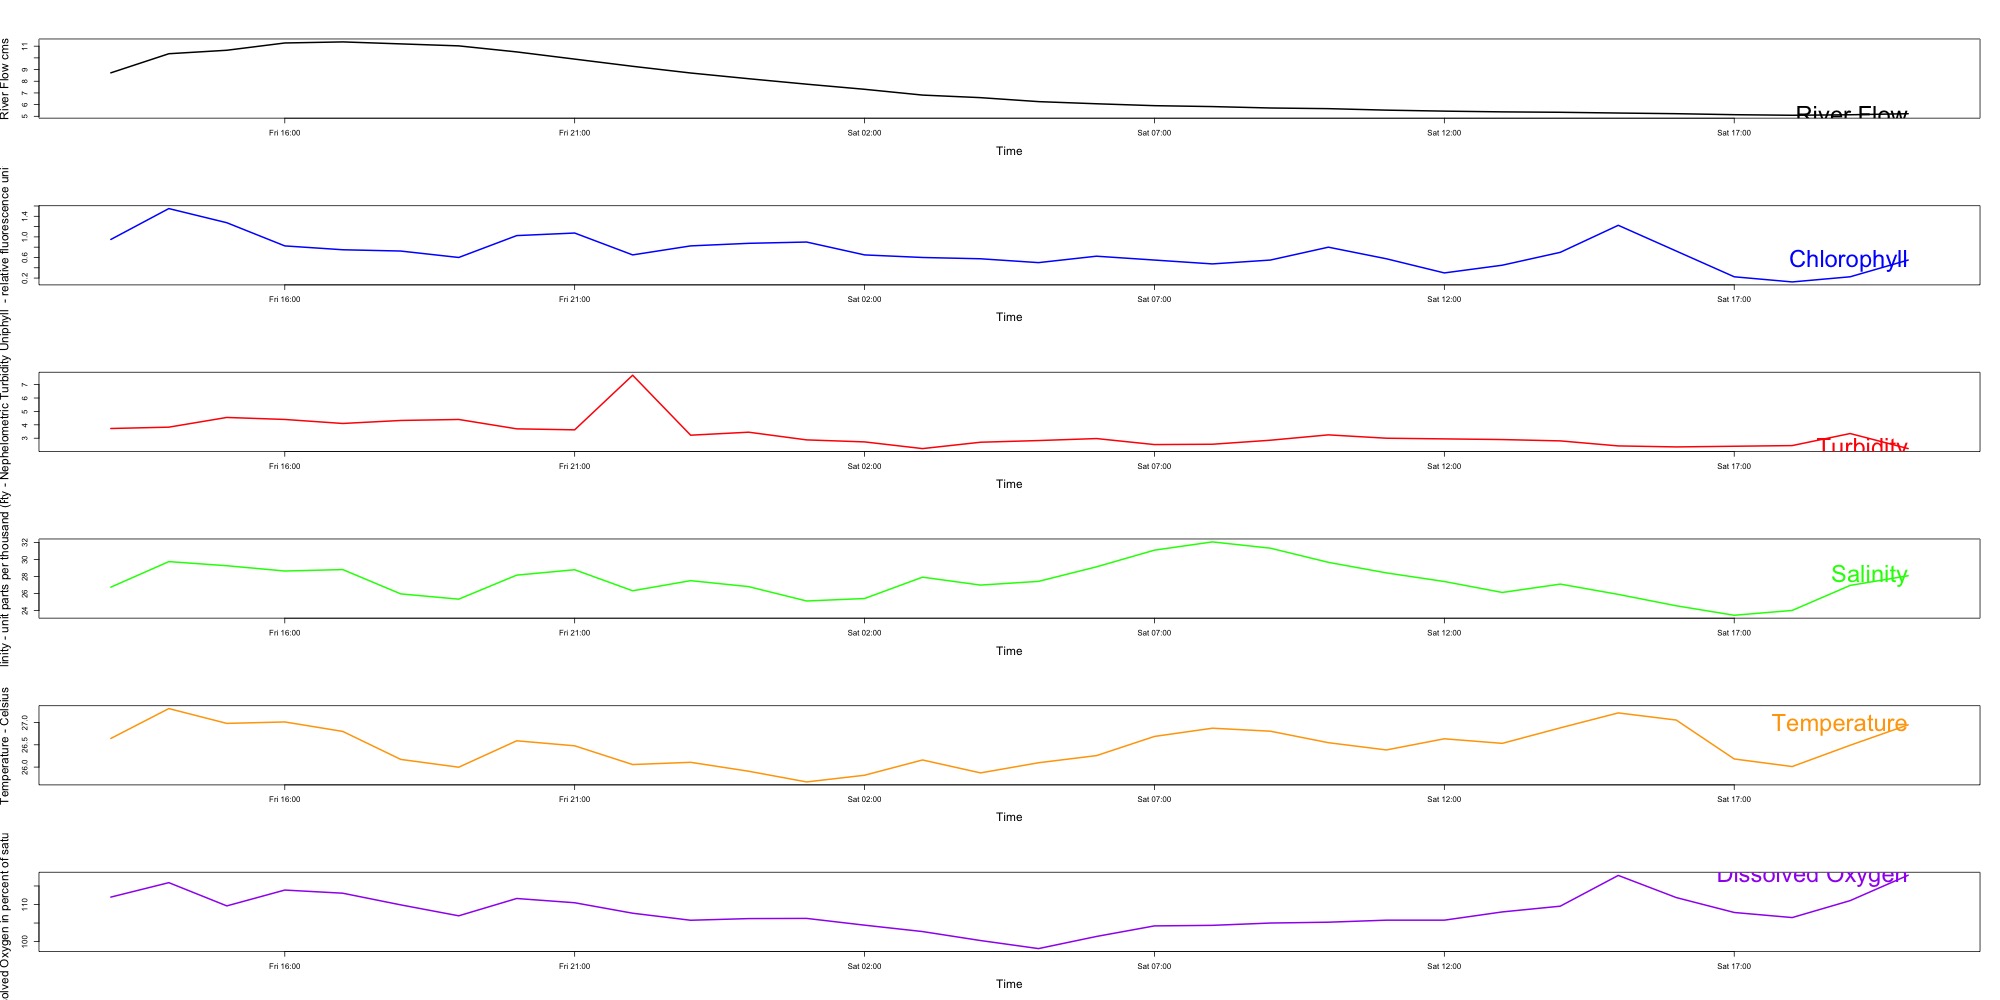 River Flow cms
11
9
8
7
6
5
River Flow
Fri 16:00 Fri 21:00 Sat 02:00 Sat 07:00 Sat 12:00 Sat 17:00
Time
phyll - relative fluorescence uni
1.4
1.0
0.6
0.2
Chlorophyll
Fri 16:00 Fri 21:00 Sat 02:00 Sat 07:00 Sat 12:00 Sat 17:00
Time
ty - Nephelometric Turbidity Uni
7
6
5
4
3
Turbidity
Fri 16:00 Fri 21:00 Sat 02:00 Sat 07:00 Sat 12:00 Sat 17:00
Time
linity - unit parts per thousand (
32
30
28
26
24
Salinity
Fri 16:00 Fri 21:00 Sat 02:00 Sat 07:00 Sat 12:00 Sat 17:00
Time
Temperature - Celsius
27.0
26.5
26.0
Temperature
Fri 16:00 Fri 21:00 Sat 02:00 Sat 07:00 Sat 12:00 Sat 17:00
Time
olved Oxygen in percent of satu
110
100
Dissolved Oxygen
Fri 16:00 Fri 21:00 Sat 02:00 Sat 07:00 Sat 12:00 Sat 17:00
Time